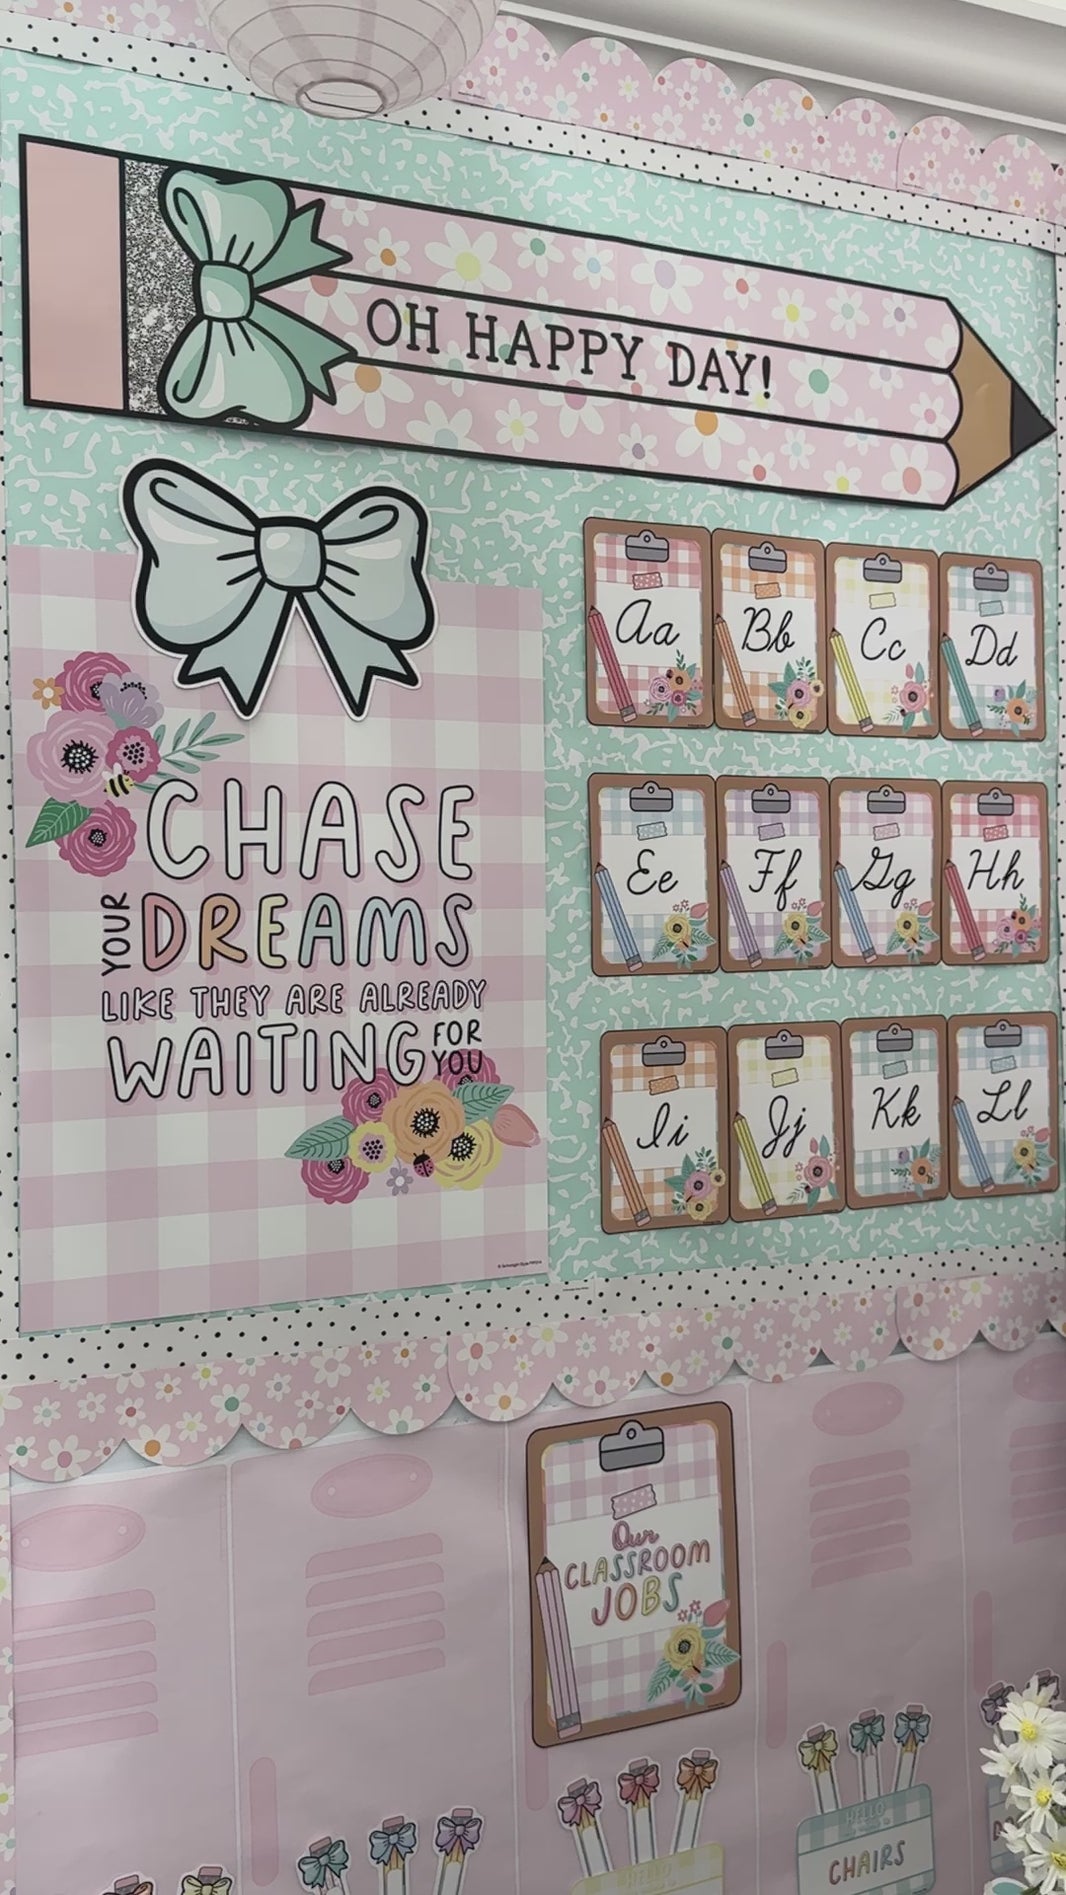 OH HAPPY DAY!
CHASE
YOUR DREAMS
LIKE THEY ARE ALREADY
WAITING FOR YOU
Aa Bb Cc Dd
Ee Ff Gg Hh
Ii Jj Kk Ll
Our
CLASSROOM
JOBS
HELLO
HELLO
CHAIRS